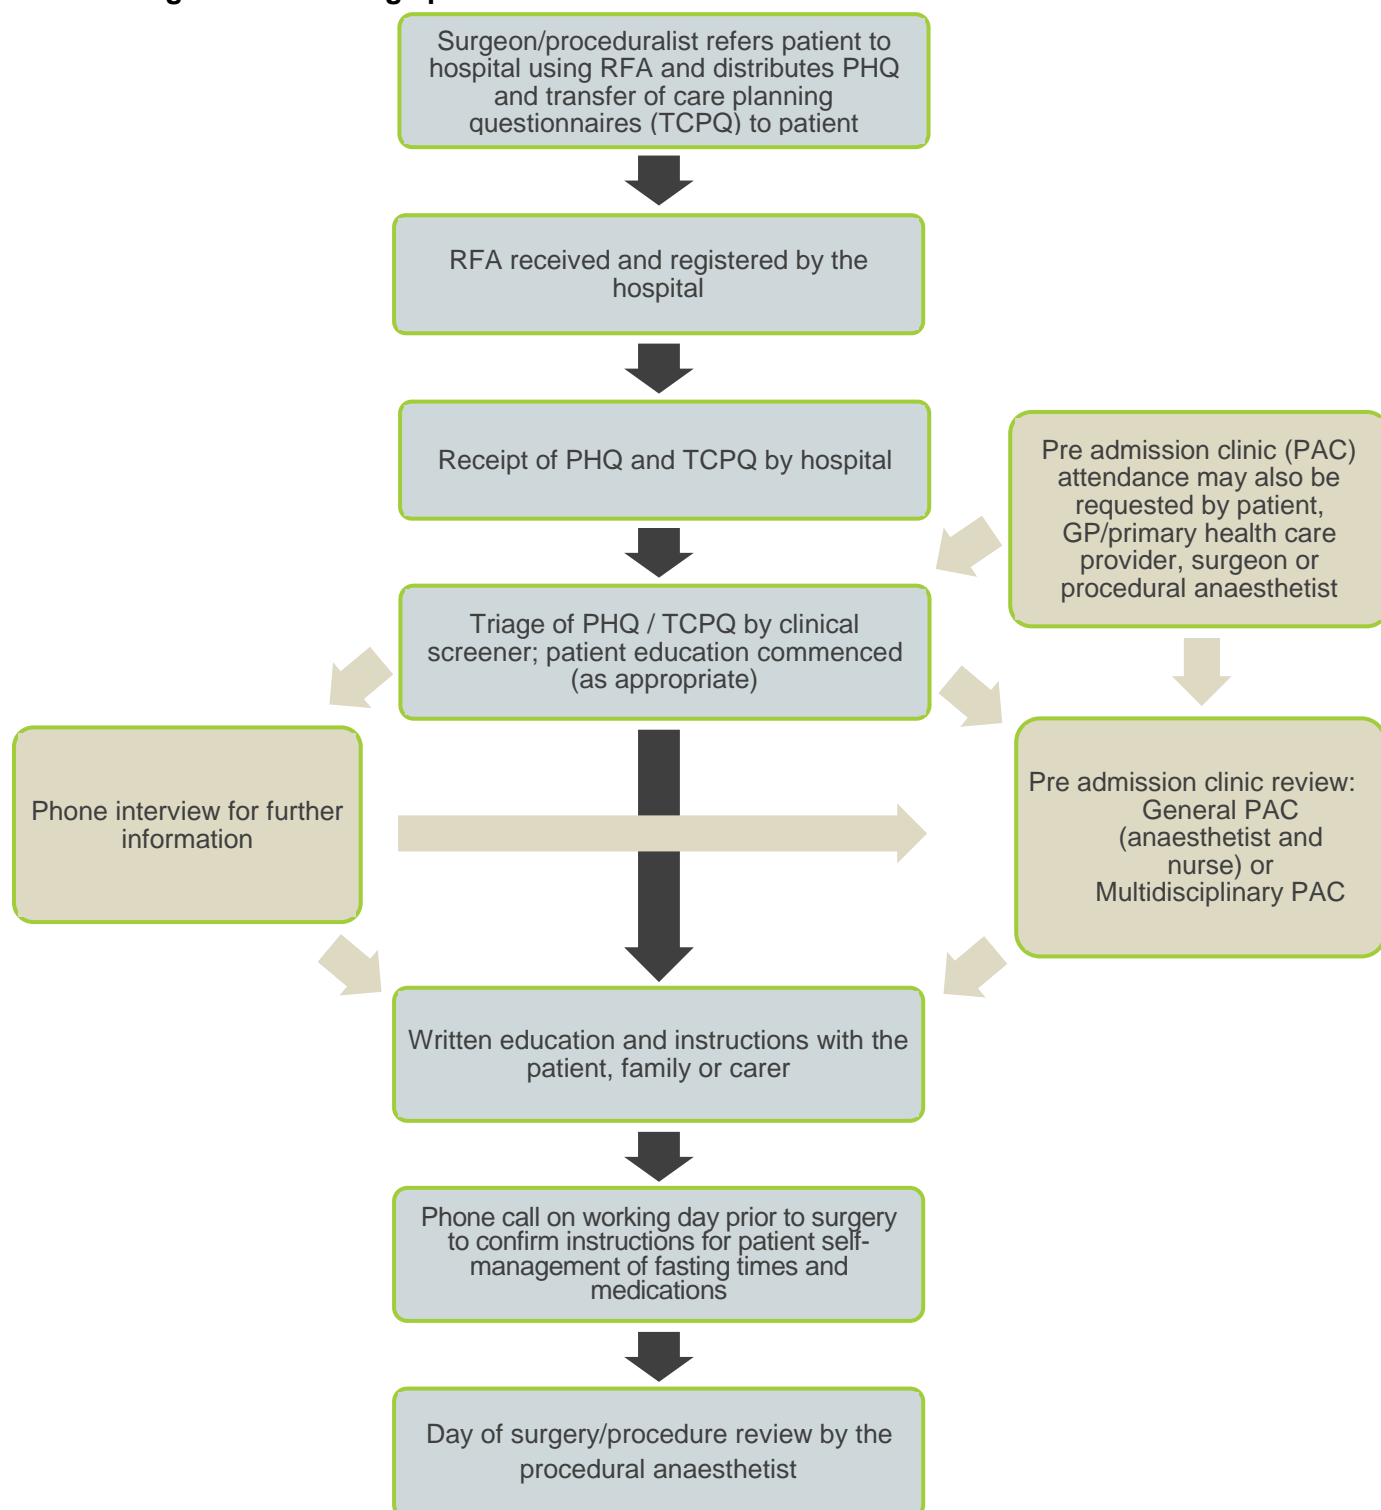 Surgeon/proceduralist refers patient to
hospital using RFA and distributes PHQ
and transfer of care planning
questionnaires (TCPQ) to patient
RFA received and registered by the
hospital
Receipt of PHQ and TCPQ by hospital
Pre admission clinic (PAC)
attendance may also be
requested by patient,
GP/primary health care
provider, surgeon or
procedural anaesthetist
Triage of PHQ / TCPQ by clinical
screener; patient education commenced
(as appropriate)
Phone interview for further
information
Pre admission clinic review:
General PAC
(anaesthetist and
nurse) or
Multidisciplinary PAC
Written education and instructions with the
patient, family or carer
Phone call on working day prior to surgery
to confirm instructions for patient self-
management of fasting times and
medications
Day of surgery/procedure review by the
procedural anaesthetist